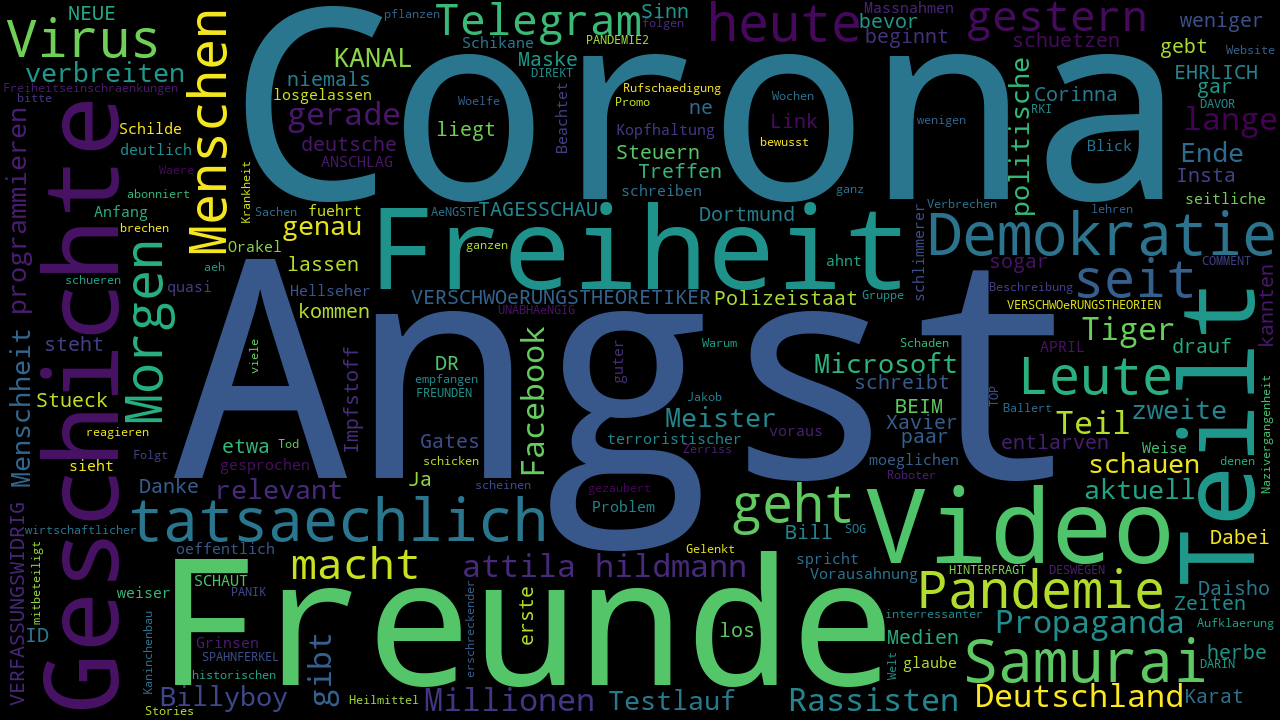 Corona
Angst
Freunde
Freiheit
Geschichte
Video
Teilt
Demokratie
tatsaechlich
Samurai
Pandemie
Menschen
Telegram
heute
gestern
Virus
verbreiten
NEUE
KANAL
niemals
losgelassen
gerade
deutsche
ANSCHLAG
pflanzen
Schikane
Sinn
folgen
PANDEMIE2
Maske
DIREKT
Massnahmen
bevor
beginnt
schuetzen
weniger
gebt
Website
EHRLICH
gar
DAVOR
lange
Corinna
RKI
Blick
Ende
Insta
seitliche
Freiheitseinschraenkungen
bitte
Schilde
deutlich
Waere
abonniert
Anfang
brechen
programmieren
Krankheit
Sachen
fuehrt
genau
Orakel
lassen
aeh
schueren
quasi
Hellseher
kommen
Morgen
steht
Woelfe
liegt
Beachtet
Rufschaedigung
Promo
Wochen
ne
Kopfhaltung
Link
Steuern
bewusst
Treffen
schreiben
ganz
wenigen
politische
AeNGSTE
TAGESSCHAU
Dortmund
ganzen
ahnt
schlimmerer
Verbrechen
lehren
sogar
seit
COMMENT
Beschreibung
VERSCHWOeRUNGSTHEORETIKER
Polizeistaat
Gruppe
VERSCHWOeRUNGSTHEORIEN
kannten
UNABHAeNGIG
Tiger
drauf
APRIL
Menschheit
Stueck
reagieren
Folgt
sieht
viele
Impfstoff
etwa
Tod
gesprochen
DR
empfangen
FREUNDEN
Facebook
guter
Warum
Schaden
Microsoft
schreibt
Leute
TOP
Jakob
Meister
BEIM
Xavier
paar
Ballert
Teil
zweite
Gates
terroristischer
voraus
Zerriss
entlarven
Weise
denen
Nazivergangenheit
schicken
moeglichen
schauen
Ja
scheinen
gezaubert
Roboter
Danke
relevant
aktuell
Problem
geht
VERFASSUNGSWIDRIG
wirtschaftlicher
Bill
SOG
Dabei
oeffentlich
macht
Gelenkt
mitbeteiligt
attila hildmann
spricht
Vorausahnung
HINTERFRAGT
DESWEGEN
SCHAUT
PANIK
weiser
Daisho
Zeiten
erste
erschreckender
interressanter
Propaganda
Aufklaerung
ID
Kaninchenbau
Grinsen
SPAHNFERKEL
historischen
gibt
los
Medien
Welt
glaube
herbe
DARIN
Billyboy
Stories
Heilmittel
Millionen
Testlauf
Rassisten
Deutschland
Karat